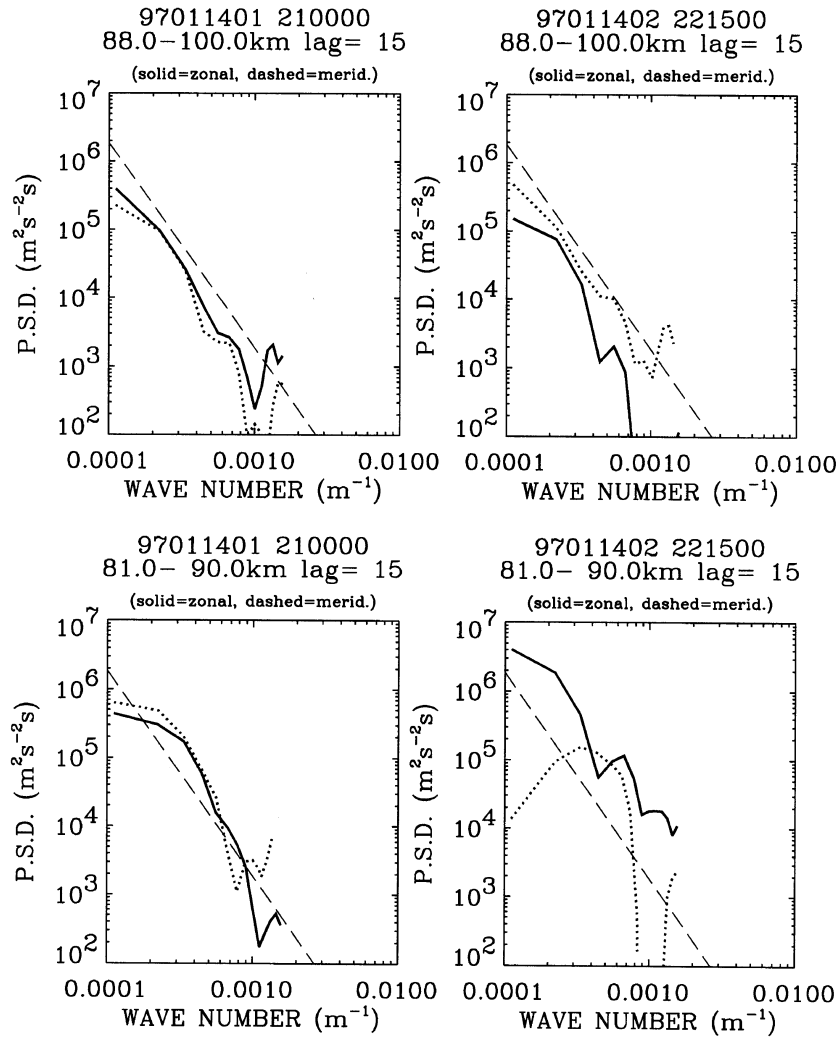 97011401 210000
88.0-100.0km lag= 15
(solid=zonal, dashed=merid.)
10^7
10^6
10^5
10^4
10^3
10^2
P.S.D. (m^2s^-2s)
0.0001 0.0010 0.0100
WAVE NUMBER (m^-1)
97011402 221500
88.0-100.0km lag= 15
(solid=zonal, dashed=merid.)
10^7
10^6
10^5
10^4
10^3
10^2
P.S.D. (m^2s^-2s)
0.0001 0.0010 0.0100
WAVE NUMBER (m^-1)
97011401 210000
81.0- 90.0km lag= 15
(solid=zonal, dashed=merid.)
10^7
10^6
10^5
10^4
10^3
10^2
P.S.D. (m^2s^-2s)
0.0001 0.0010 0.0100
WAVE NUMBER (m^-1)
97011402 221500
81.0- 90.0km lag= 15
(solid=zonal, dashed=merid.)
10^7
10^6
10^5
10^4
10^3
10^2
P.S.D. (m^2s^-2s)
0.0001 0.0010 0.0100
WAVE NUMBER (m^-1)